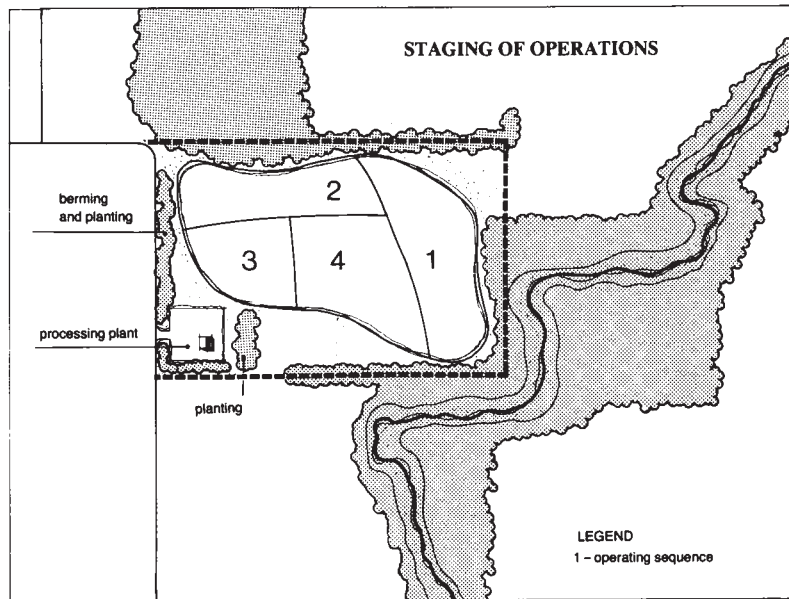 STAGING OF OPERATIONS
berming
and planting
2
3
4
1
processing plant
planting
LEGEND
1 – operating sequence